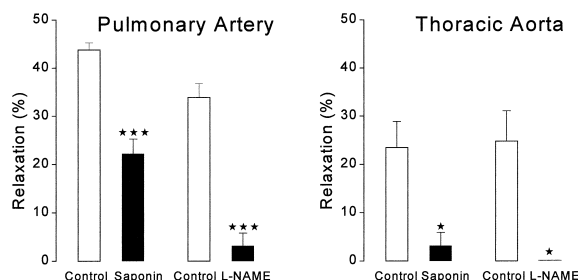 Pulmonary Artery
Relaxation (%)
50
40
30
20
10
0
★★★
★★★
Control Saponin Control L-NAME
Thoracic Aorta
Relaxation (%)
50
40
30
20
10
0
★
★
Control Saponin Control L-NAME